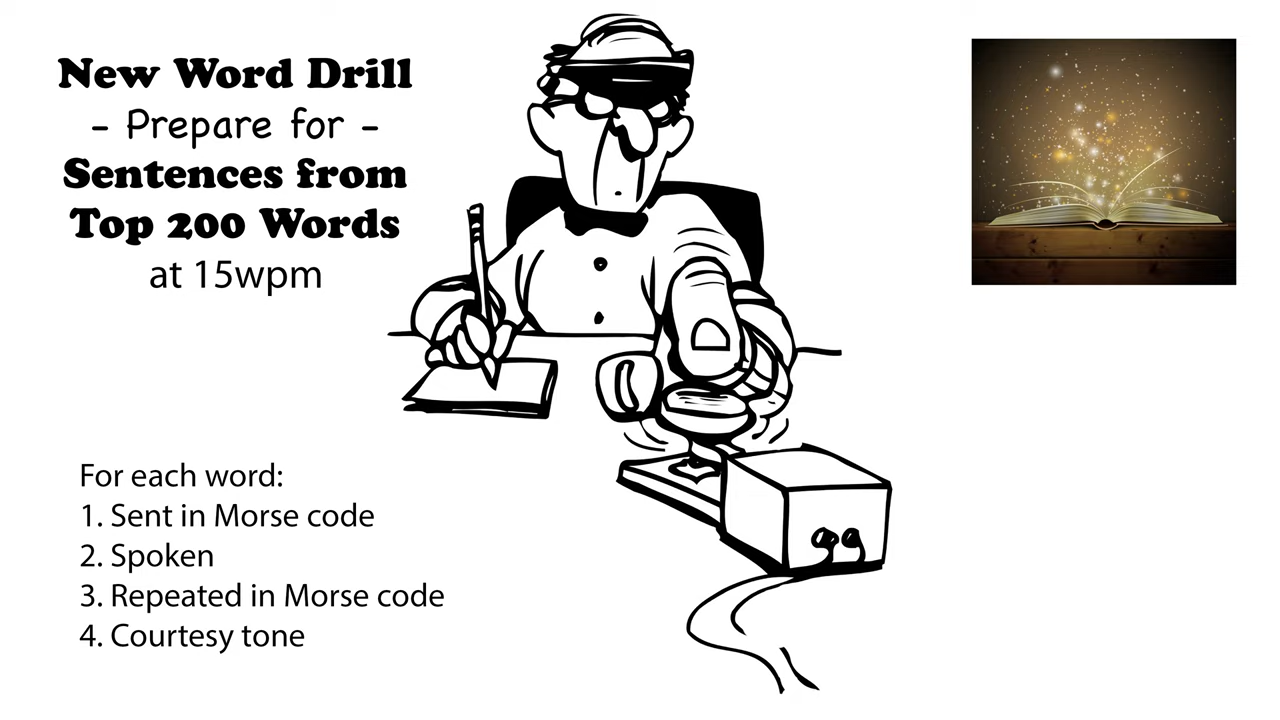 New Word Drill
- Prepare for -
Sentences from
Top 200 Words
at 15wpm
For each word:
1. Sent in Morse code
2. Spoken
3. Repeated in Morse code
4. Courtesy tone